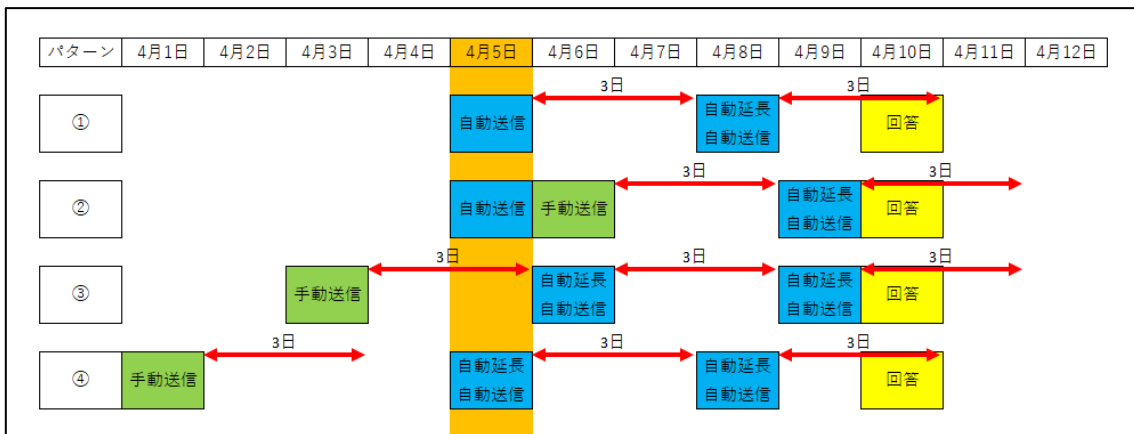 パターン 4月1日 4月2日 4月3日 4月4日 4月5日 4月6日 4月7日 4月8日 4月9日 4月10日 4月11日 4月12日
3日 3日
① 自動送信 自動延長 回答
自動送信
3日 3日
② 自動送信 手動送信 自動延長 回答
自動送信
3日 3日 3日
③ 手動送信 自動延長 自動延長 回答
自動送信 自動送信
3日 3日 3日
④ 手動送信 自動延長 自動延長 回答
自動送信 自動送信